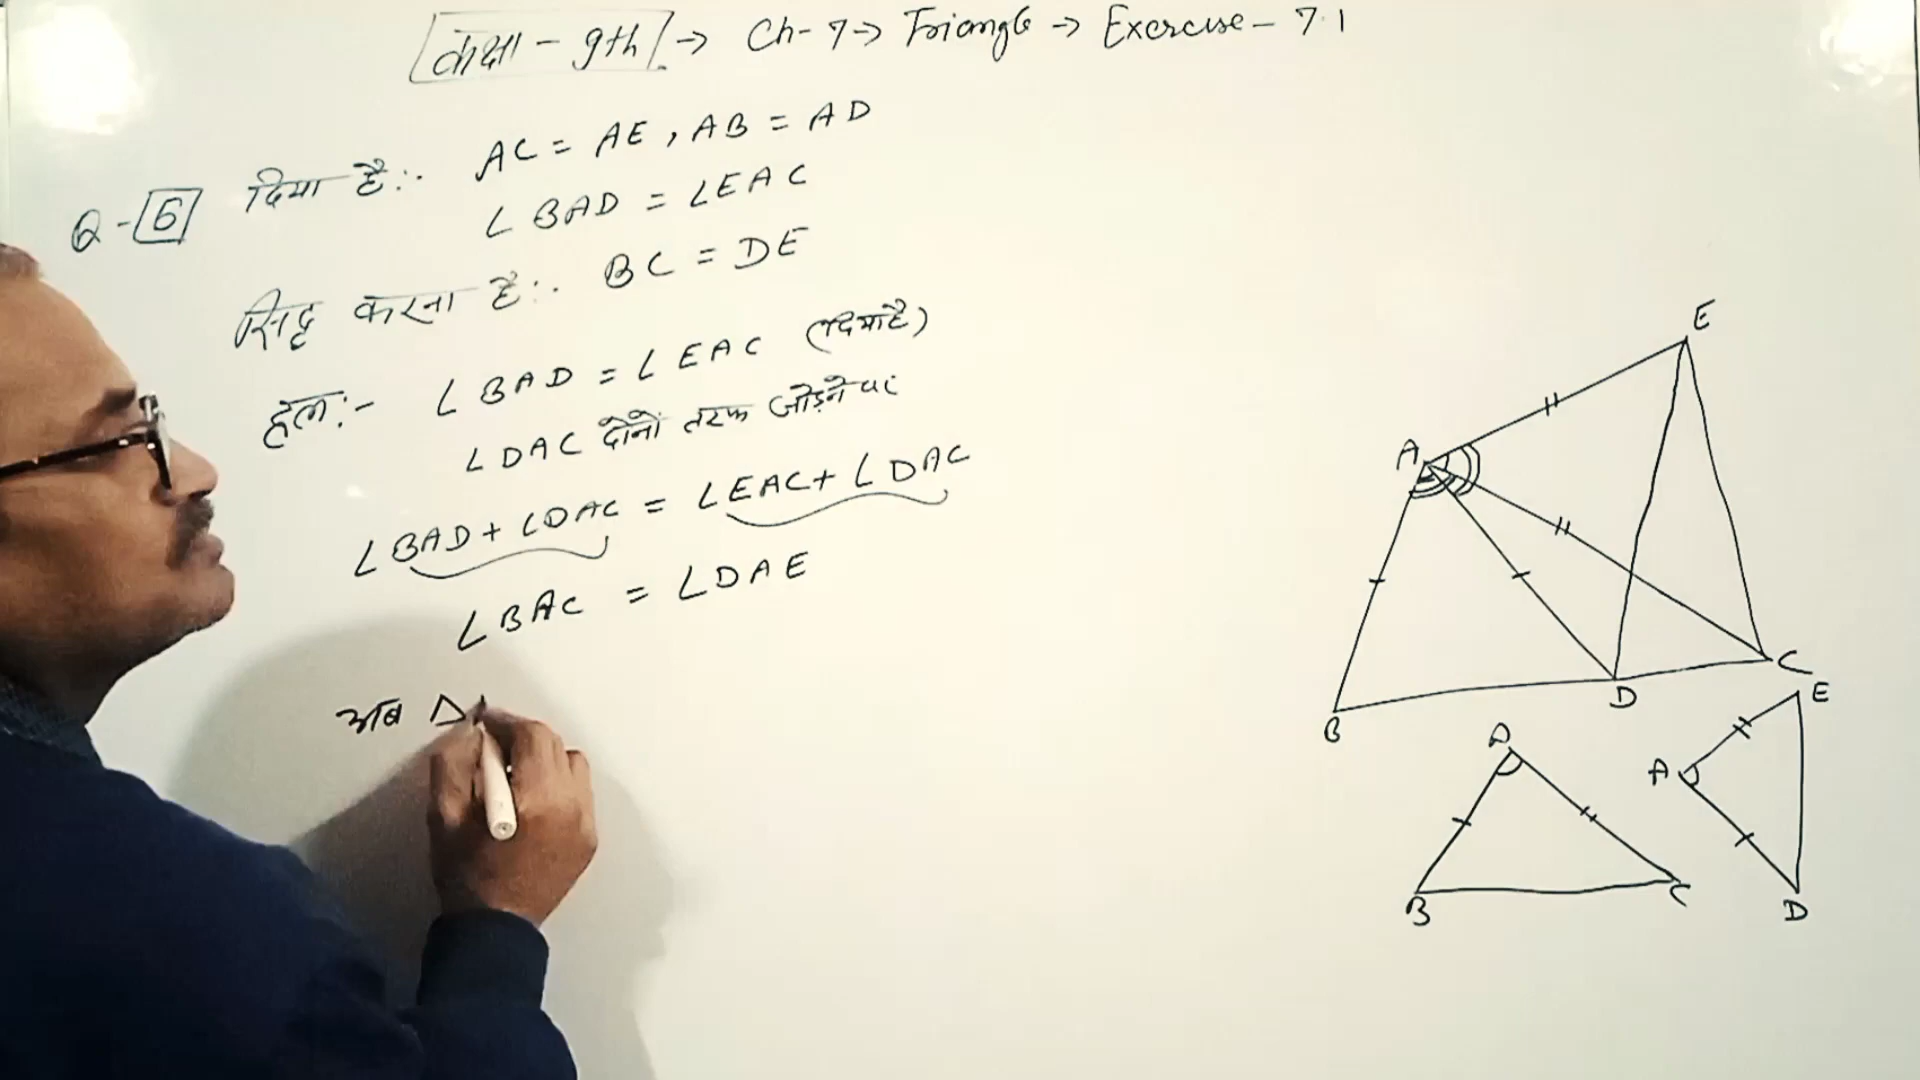 कक्षा - 9th → Ch-7 → Triangle → Exercise - 7.1
Q-6 दिया है:- AC = AE, AB = AD
∠BAD = ∠EAC
सिद्ध करना है:- BC = DE
हल:- ∠BAD = ∠EAC (दिया है)
∠DAC दोनों तरफ जोड़ने पर
∠BAD + ∠DAC = ∠EAC + ∠DAC
∠BAC = ∠DAE
अब Δ
E
A
B
D
C
A
B
C
E
A
D